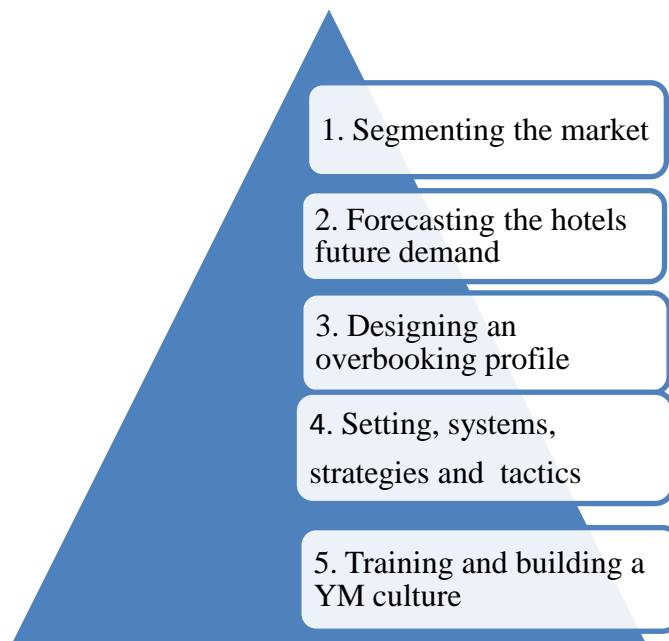 1. Segmenting the market
2. Forecasting the hotels
future demand
3. Designing an
overbooking profile
4. Setting, systems,
strategies and  tactics
5. Training and building a
YM culture